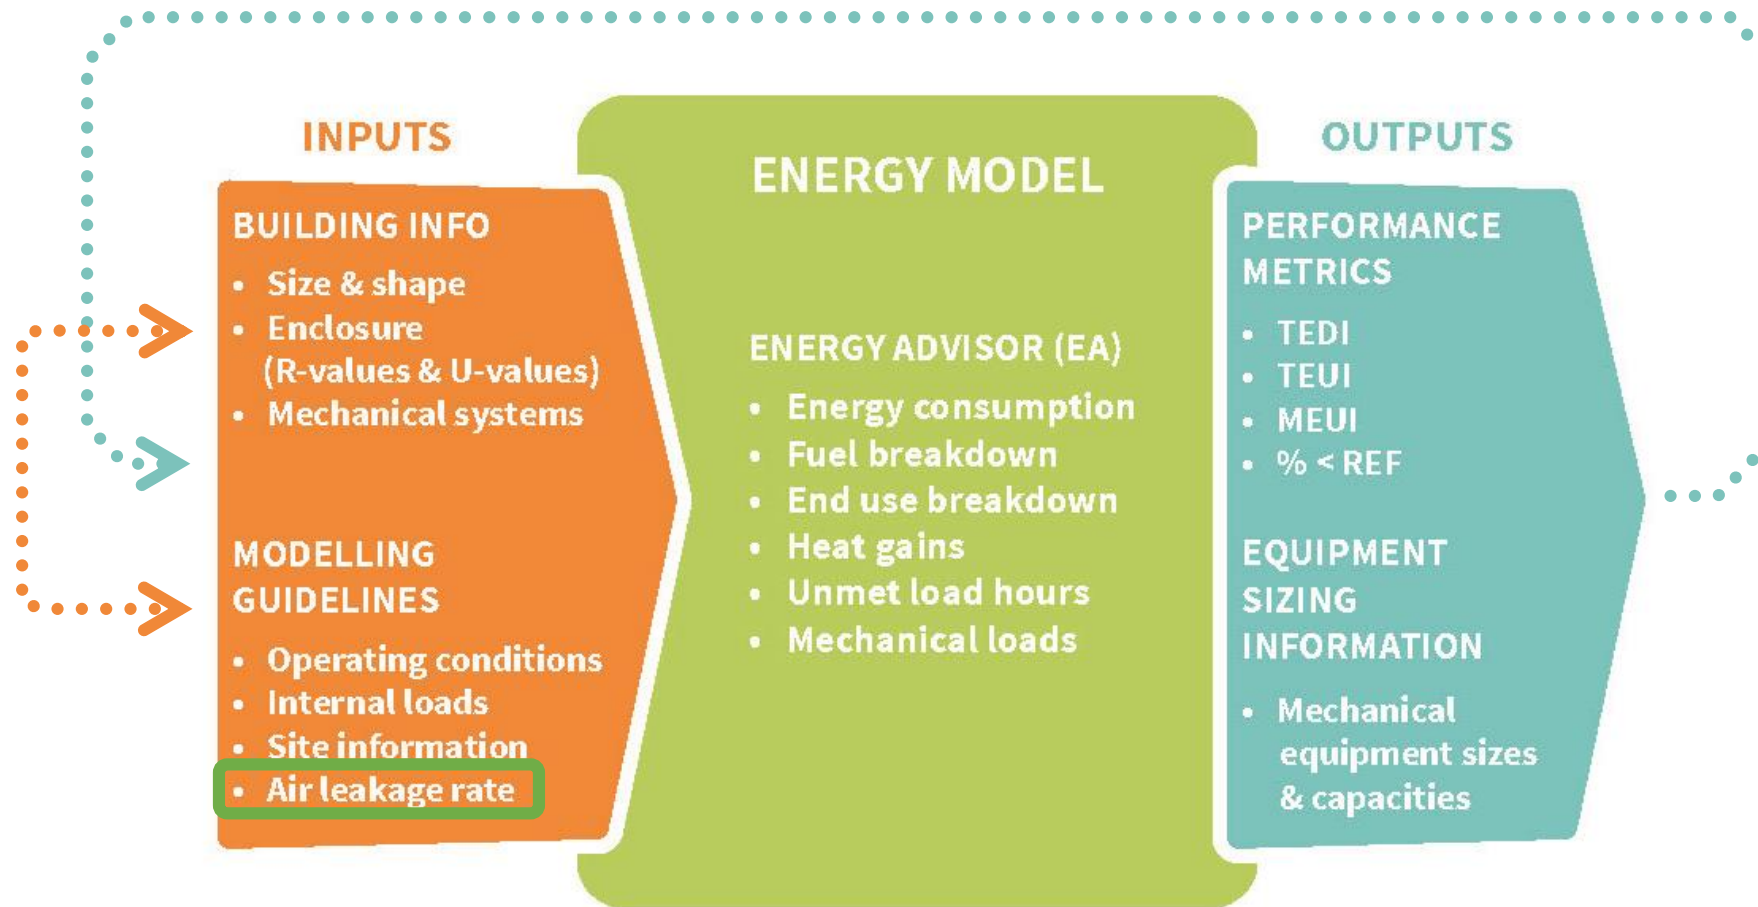 INPUTS
BUILDING INFO
• Size & shape
• Enclosure
(R-values & U-values)
• Mechanical systems
MODELLING
GUIDELINES
• Operating conditions
• Internal loads
• Site information
• Air leakage rate
ENERGY MODEL
ENERGY ADVISOR (EA)
• Energy consumption
• Fuel breakdown
• End use breakdown
• Heat gains
• Unmet load hours
• Mechanical loads
OUTPUTS
PERFORMANCE
METRICS
• TEDI
• TEUI
• MEUI
• % < REF
EQUIPMENT
SIZING
INFORMATION
• Mechanical
equipment sizes
& capacities